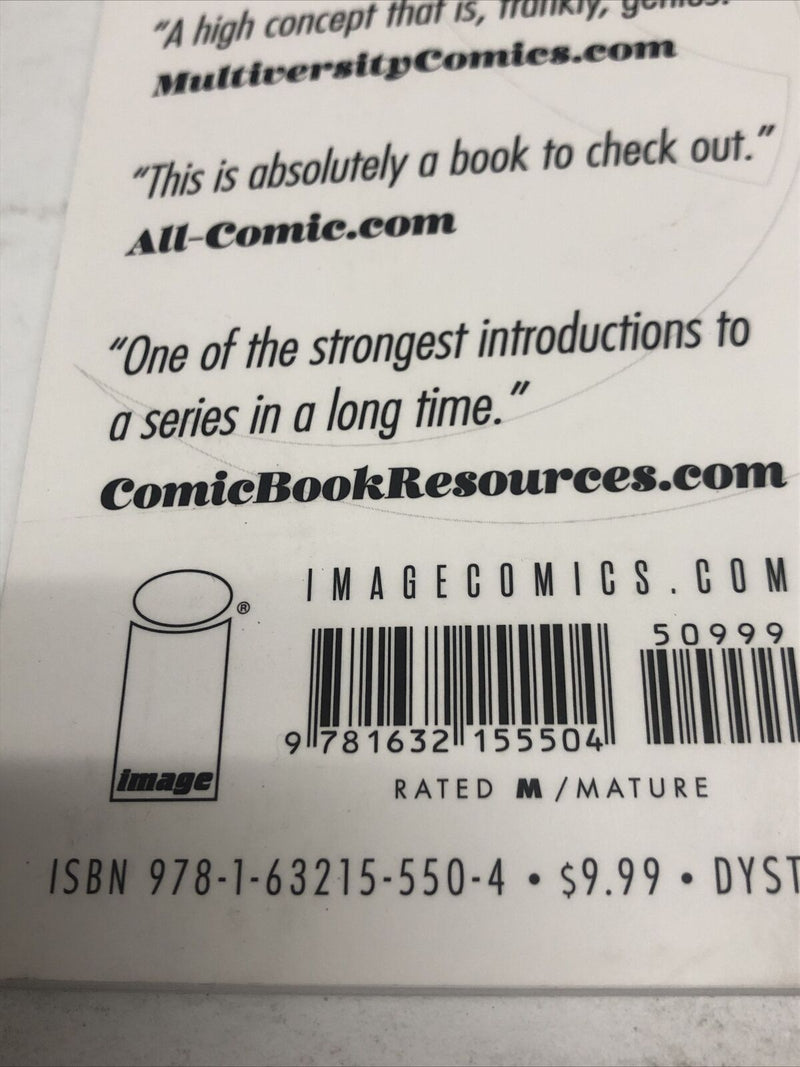 "A high concept that is, frankly, genius."
MultiversityComics.com
"This is absolutely a book to check out."
All-Comic.com
"One of the strongest introductions to
a series in a long time."
ComicBookResources.com
IMAGECOMICS.COM
®
50999
9 781632 155504
image
RATED M / MATURE
ISBN 978-1-63215-550-4 • $9.99 • DYST